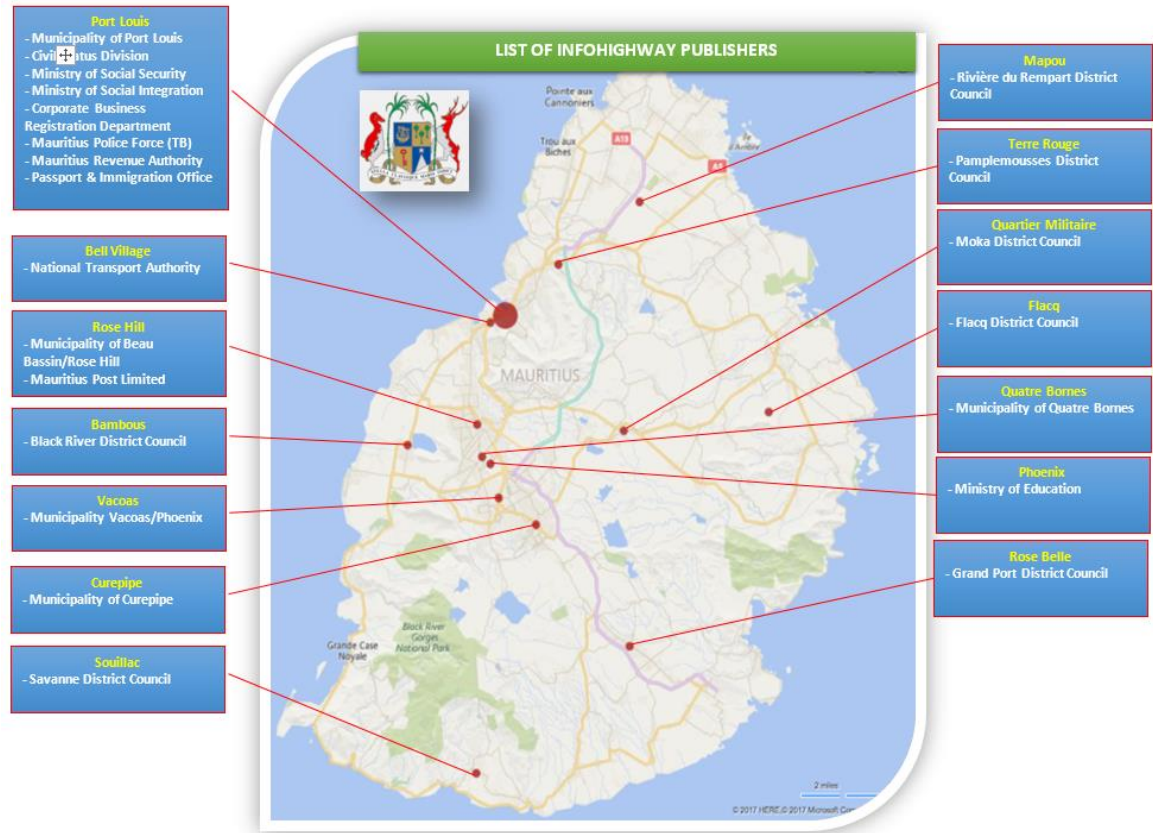 LIST OF INFOHIGHWAY PUBLISHERS
Port Louis
- Municipality of Port Louis
- Civil Division
- Ministry of Social Security
- Ministry of Social Integration
- Corporate Business
Registration Department
- Mauritius Police Force (TB)
- Mauritius Revenue Authority
- Passport & Immigration Office
Bell Village
- National Transport Authority
Rose Hill
- Municipality of Beau
Bassin/Rose Hill
- Mauritius Post Limited
Bambous
- Black River District Council
Vacoas
- Municipality Vacoas/Phoenix
Curepipe
- Municipality of Curepipe
Souillac
- Savanne District Council
Pointe aux
Cannoniers
Trou aux
Biches
A13
d'Ambre
MAURITIUS
Black River
Gorges
National Park
Grande Case
Noyale
2 miles
© 2017 HERE, © 2017 Microsoft
Mapou
- Rivière du Rempart District
Council
Terre Rouge
- Pamplemousses District
Council
Quartier Militaire
- Moka District Council
Flacq
- Flacq District Council
Quatre Bornes
- Municipality of Quatre Bornes
Phoenix
- Ministry of Education
Rose Belle
- Grand Port District Council